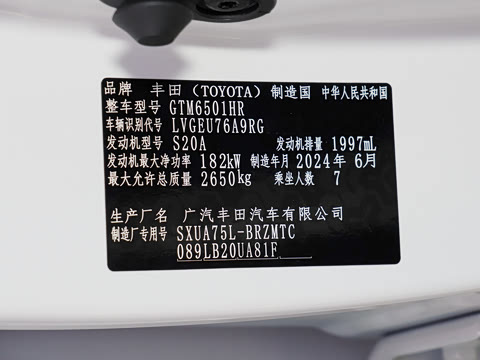 品牌 丰田（TOYOTA）制造国 中华人民共和国
整车型号 GTM6501HR
车辆识别代号 LVGEU76A9RG
发动机型号 S20A 发动机排量 1997mL
发动机最大净功率 182kW 制造年月 2024年6月
最大允许总质量 2650kg 乘坐人数 7
生产厂名 广汽丰田汽车有限公司
制造厂专用号 SXUA75L-BRZMTC
089LB20UA81F